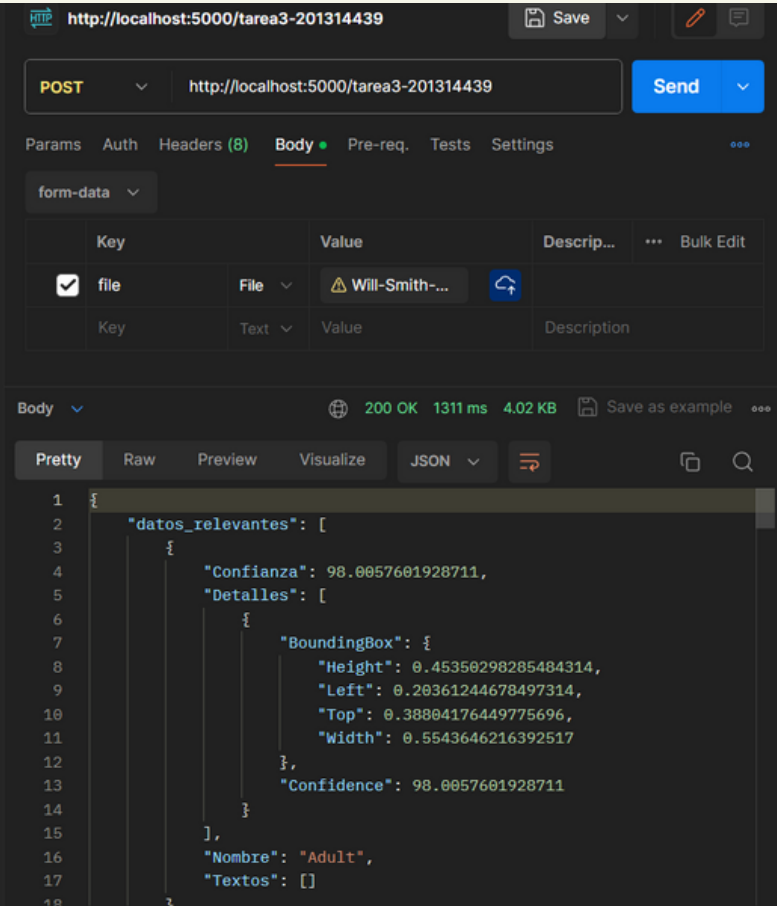 HTTP http://localhost:5000/tarea3-201314439 Save
POST http://localhost:5000/tarea3-201314439 Send
Params Auth Headers (8) Body Pre-req. Tests Settings
form-data
Key Value Descrip... Bulk Edit
file File Will-Smith-...
Key Text Value Description
Body 200 OK 1311 ms 4.02 KB Save as example
Pretty Raw Preview Visualize JSON
1 {
2 "datos_relevantes": [
3 {
4 "Confianza": 98.0057601928711,
5 "Detalles": [
6 {
7 "BoundingBox": {
8 "Height": 0.45350298285484314,
9 "Left": 0.20361244678497314,
10 "Top": 0.38804176449775696,
11 "Width": 0.5543646216392517
12 },
13 "Confidence": 98.0057601928711
14 }
15 ],
16 "Nombre": "Adult",
17 "Textos": []
18 }